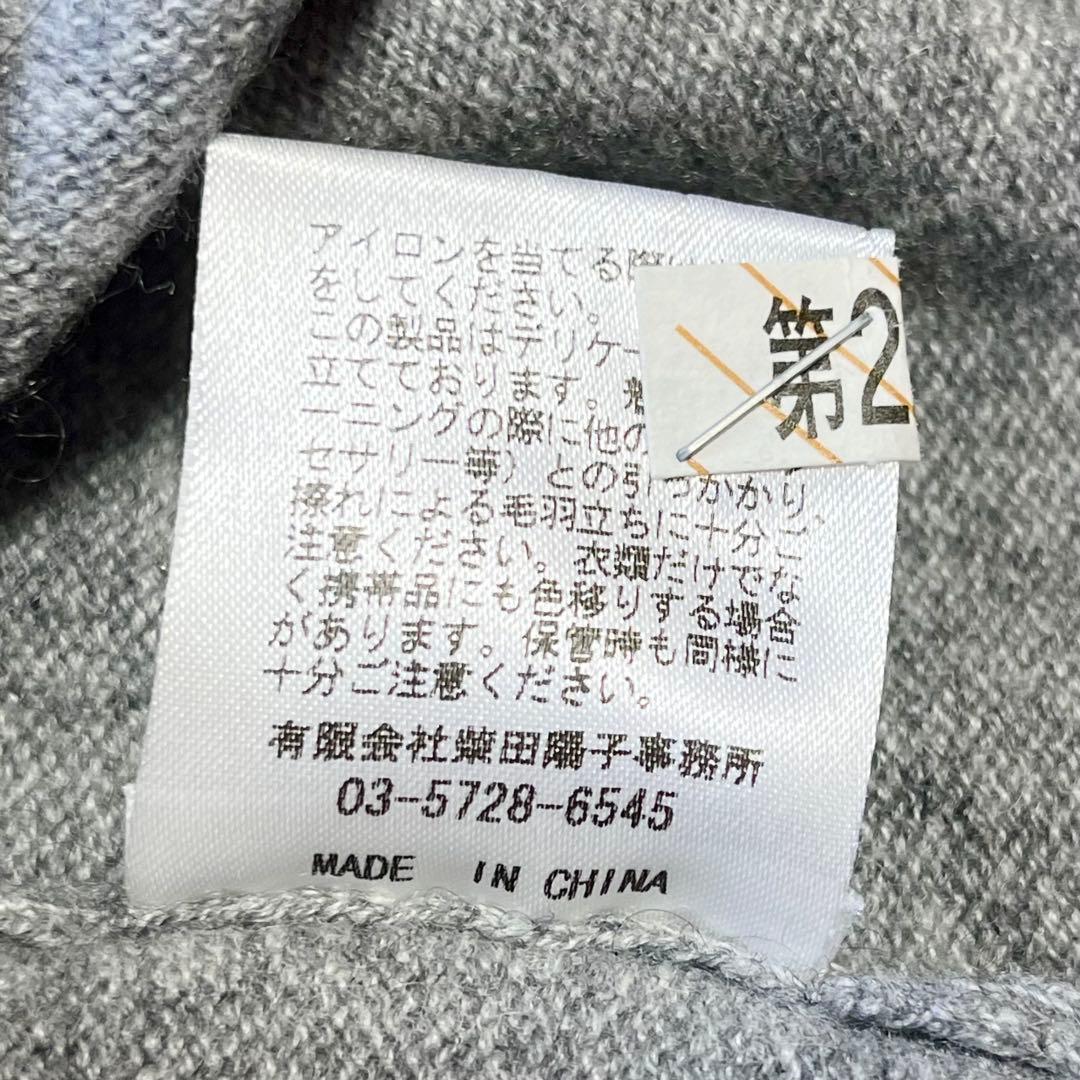 アイロンを当てる際に
をしてください。
この製品はデリケー
立てております。着
ーニングの際に他の
セサリー等）との引っかかり、
擦れによる毛羽立ちに十分ご
注意ください。衣類だけでな
く携帯品にも色移りする場合
があります。保管時も同様に
十分ご注意ください。
有限会社柴田陽子事務所
03-5728-6545
MADE IN CHINA
第2